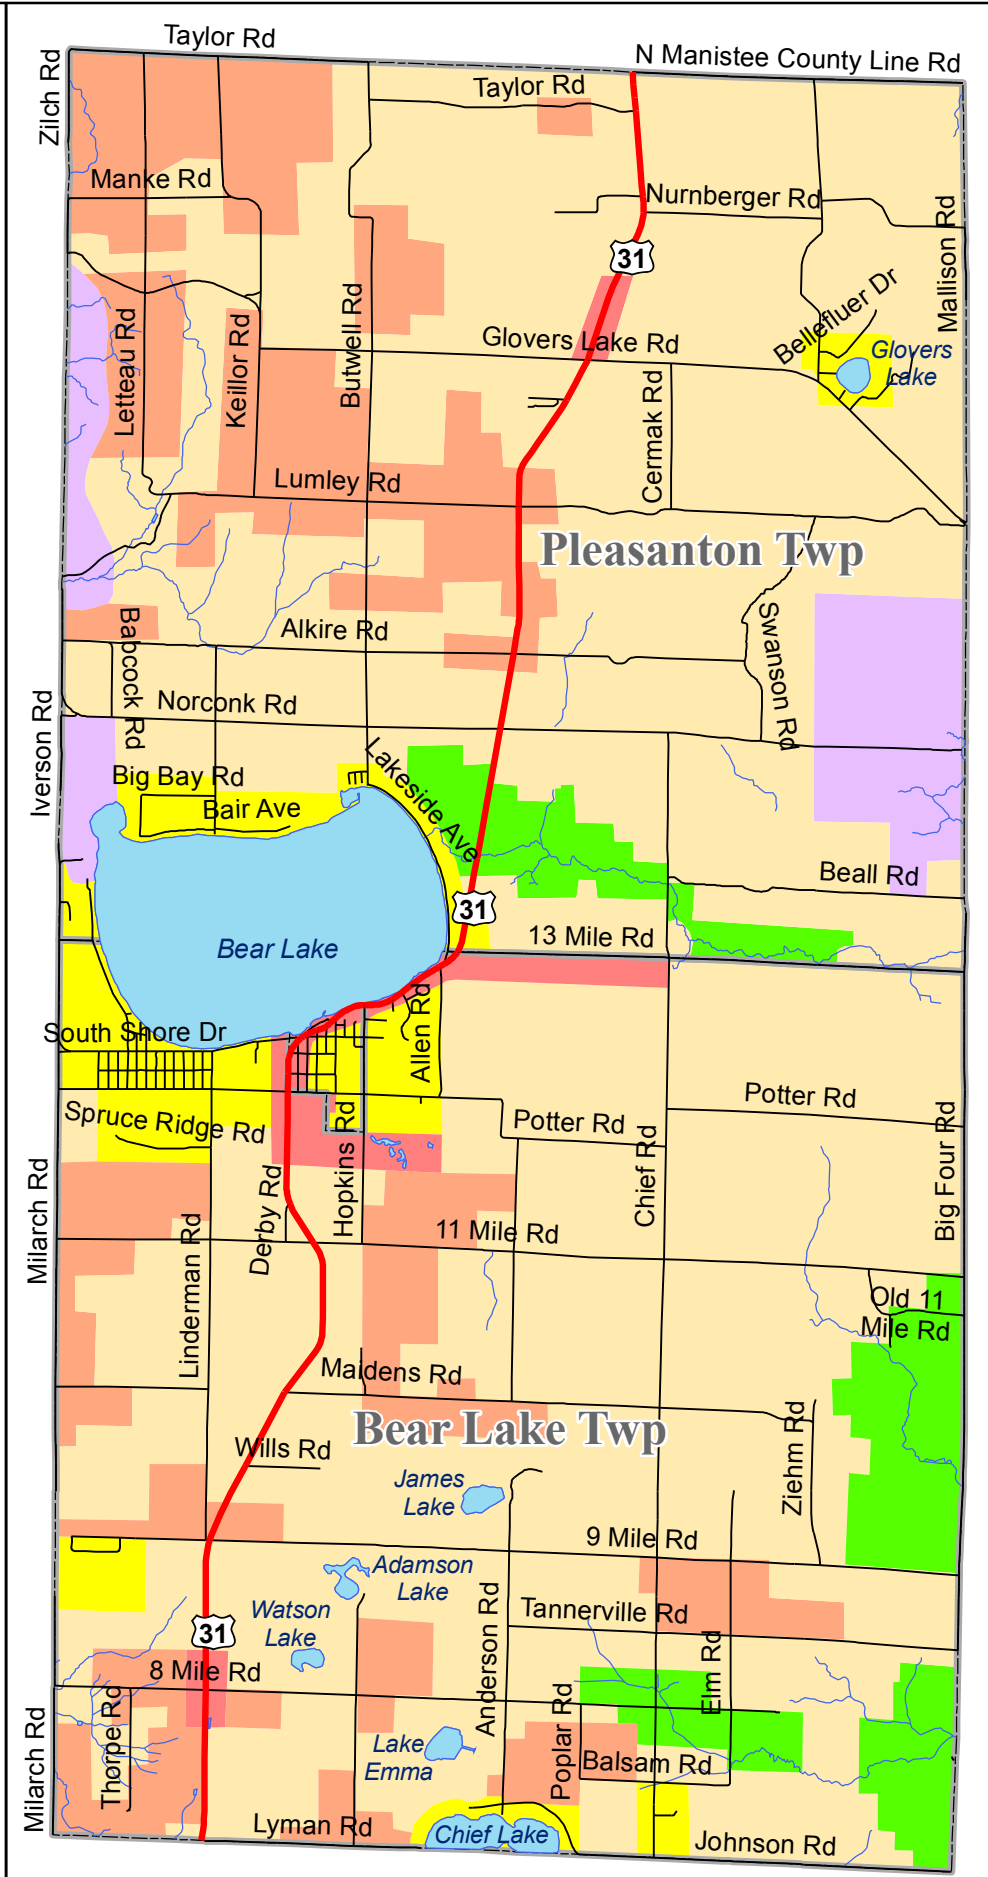 Taylor Rd
N Manistee County Line Rd
Zilch Rd
Taylor Rd
Manke Rd
Nurnberger Rd
Mallison Rd
31
Bellefluer Dr
Letteau Rd
Keillor Rd
Butwell Rd
Glovers Lake Rd
Glovers
Lake
Cermak Rd
Lumley Rd
Pleasanton Twp
Babcock Rd
Alkire Rd
Swanson Rd
Iverson Rd
Norconk Rd
Big Bay Rd
E
Lakeside Ave
Bair Ave
Beall Rd
31
13 Mile Rd
Bear Lake
South Shore Dr
Allen Rd
Spruce Ridge Rd
Potter Rd
Potter Rd
Milarch Rd
Derby Rd
Hopkins Rd
Chief Rd
Big Four Rd
11 Mile Rd
Linderman Rd
Old 11
Mile Rd
Maidens Rd
Bear Lake Twp
Wills Rd
Ziehm Rd
James
Lake
9 Mile Rd
Adamson
Lake
Watson
Lake
Anderson Rd
Tannerville Rd
31
8 Mile Rd
Elm Rd
Milarch Rd
Thorpe Rd
Lake
Emma
Poplar Rd
Balsam Rd
Lyman Rd
Chief Lake
Johnson Rd